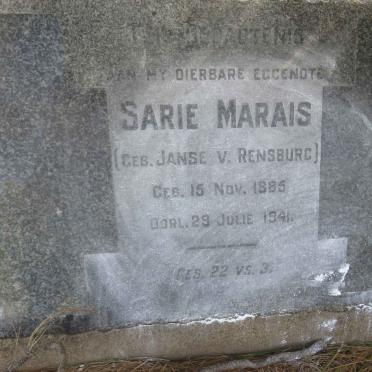 AAN MY DIERBARE EGGENOTE
SARIE MARAIS
(GEB. JANSE V. RENSBURG)
GEB. 15 NOV. 1885
OORL. 29 JULIE 1941.
GES. 22 VS. 3.